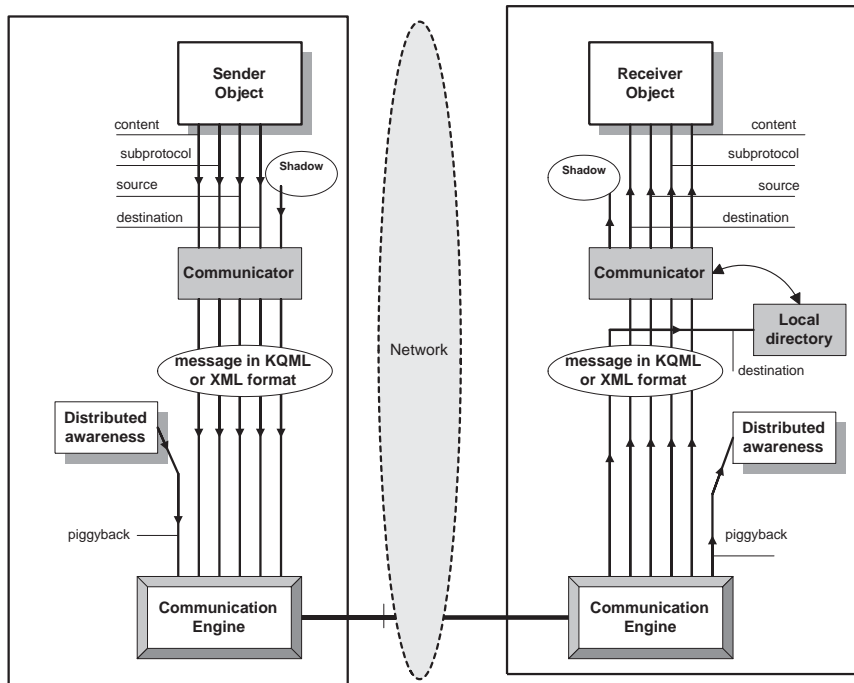 Sender
Object
content
subprotocol
Shadow
source
destination
Communicator
message in KQML
or XML format
Distributed
awareness
piggyback
Communication
Engine
Network
Receiver
Object
content
subprotocol
Shadow
source
destination
Communicator
Local
directory
message in KQML
or XML format
destination
Distributed
awareness
piggyback
Communication
Engine